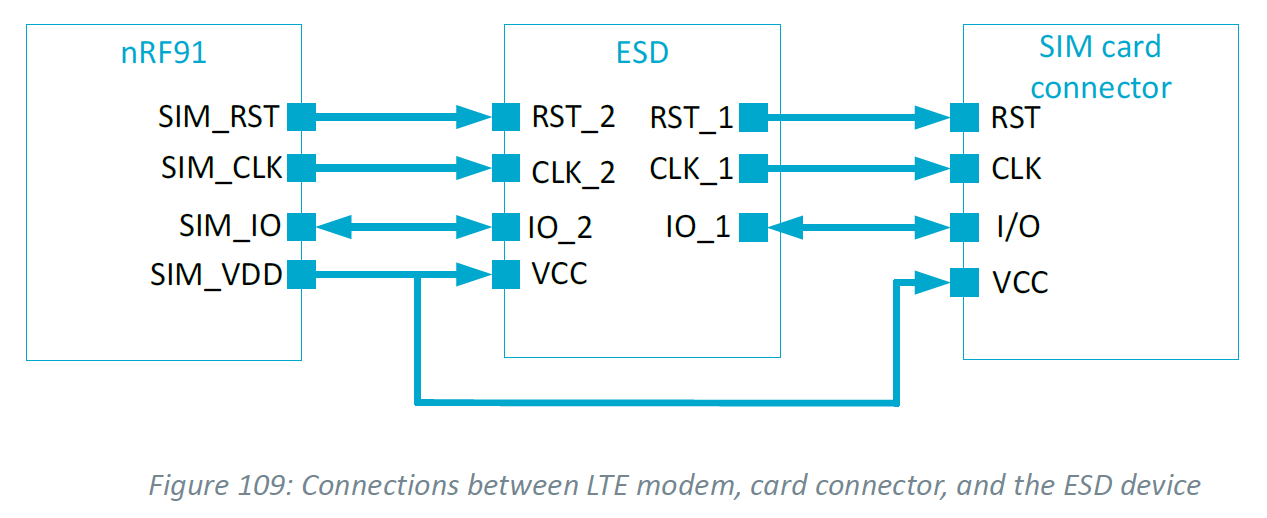 nRF91
SIM_RST
SIM_CLK
SIM_IO
SIM_VDD
ESD
RST_2
CLK_2
IO_2
VCC
RST_1
CLK_1
IO_1
SIM card
connector
RST
CLK
I/O
VCC
Figure 109: Connections between LTE modem, card connector, and the ESD device